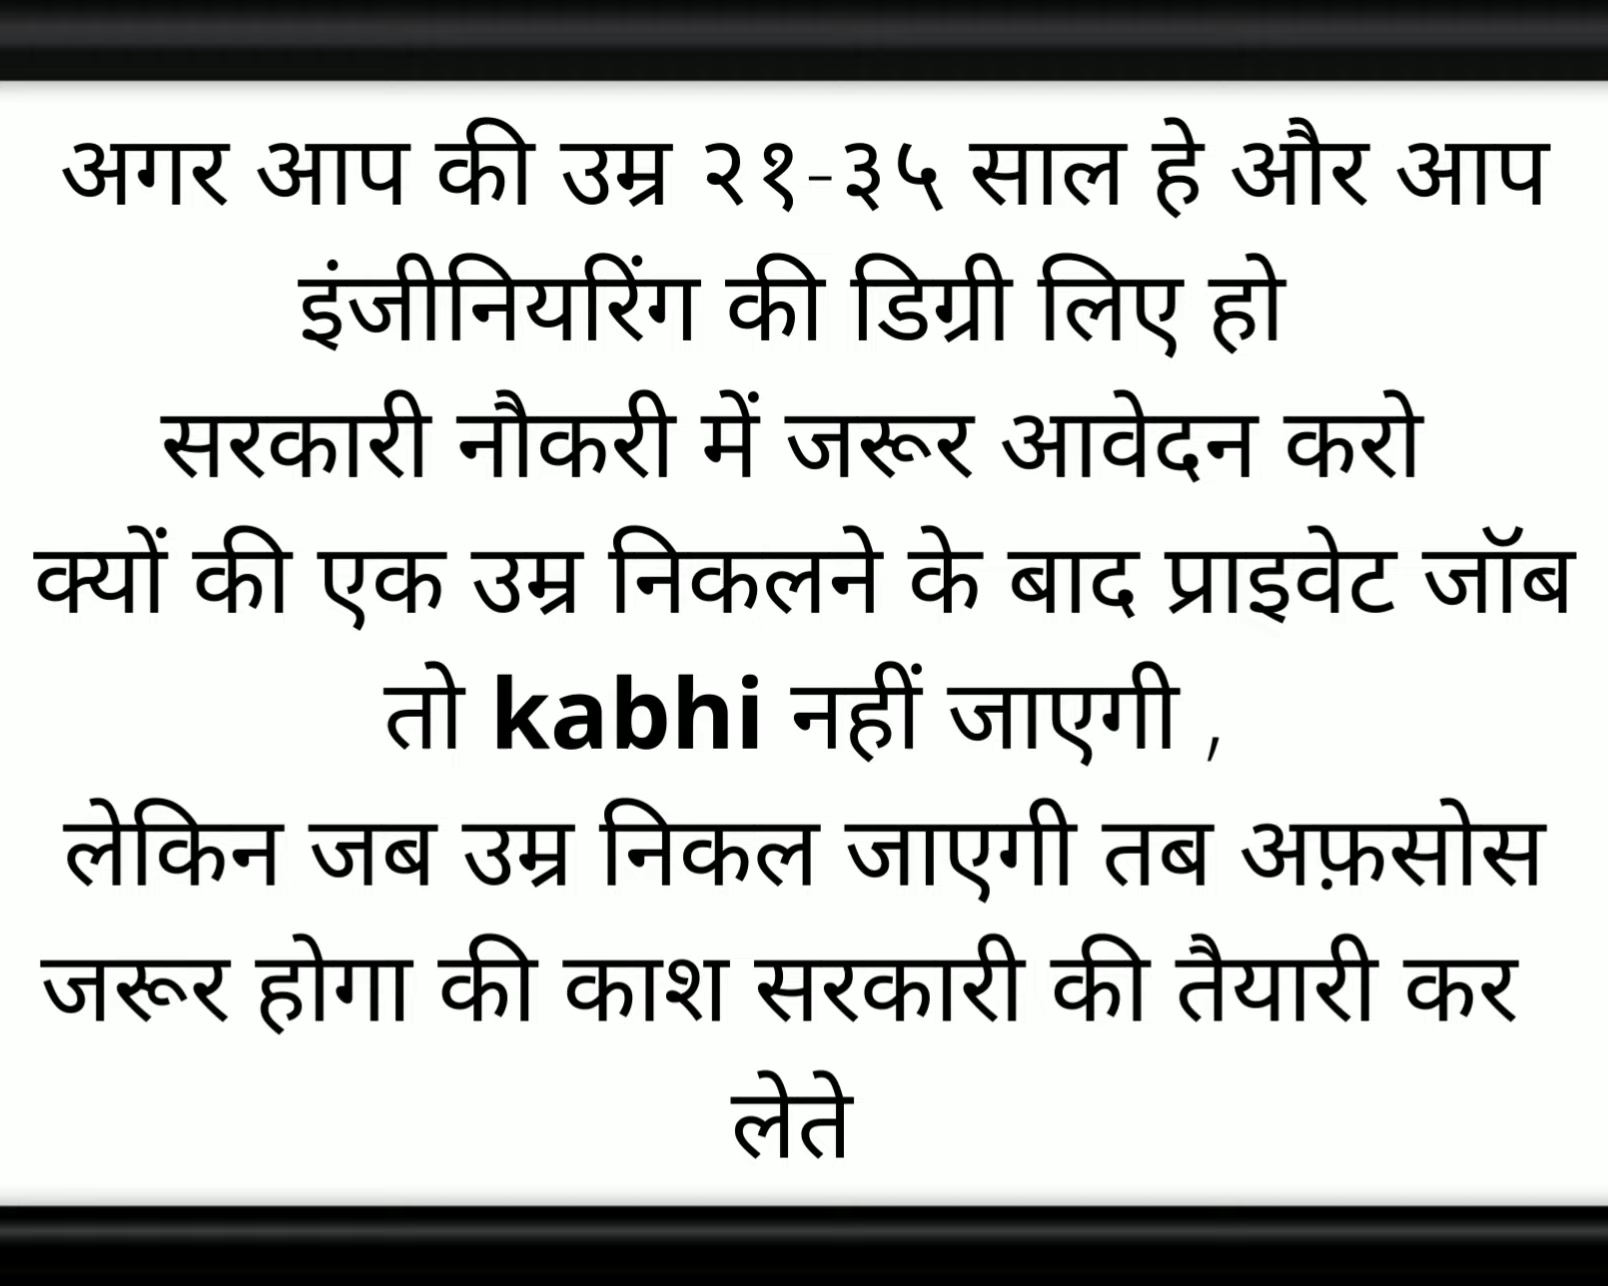 अगर आप की उम्र २१-३५ साल हे और आप
इंजीनियरिंग की डिग्री लिए हो
सरकारी नौकरी में जरूर आवेदन करो
क्यों की एक उम्र निकलने के बाद प्राइवेट जॉब
तो kabhi नहीं जाएगी ,
लेकिन जब उम्र निकल जाएगी तब अफ़सोस
जरूर होगा की काश सरकारी की तैयारी कर
लेते